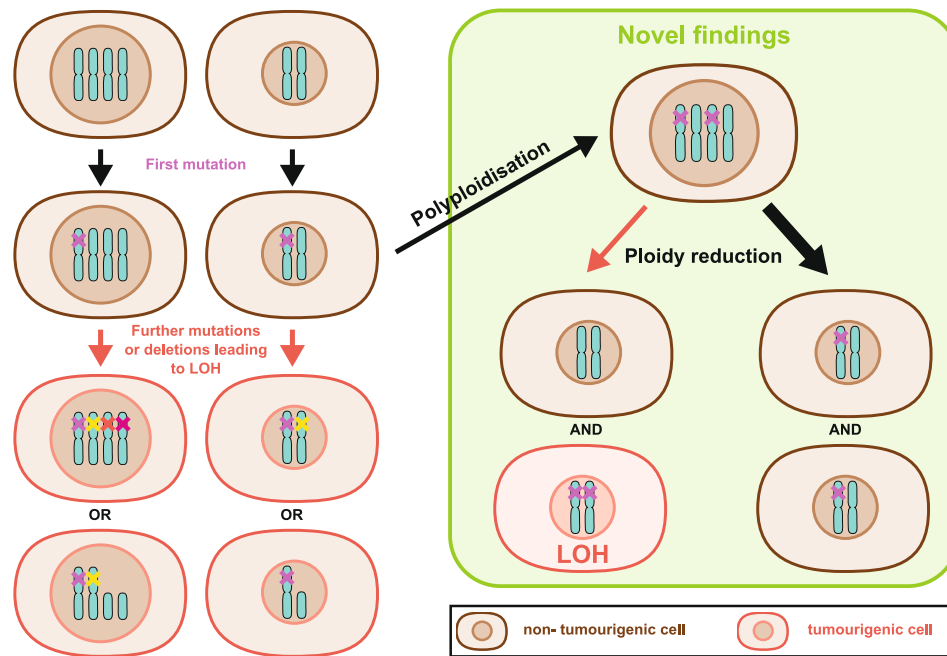 First mutation
Further mutations
or deletions leading
to LOH
OR
OR
Polyploidisation
Novel findings
Ploidy reduction
AND
AND
LOH
non- tumourigenic cell
tumourigenic cell